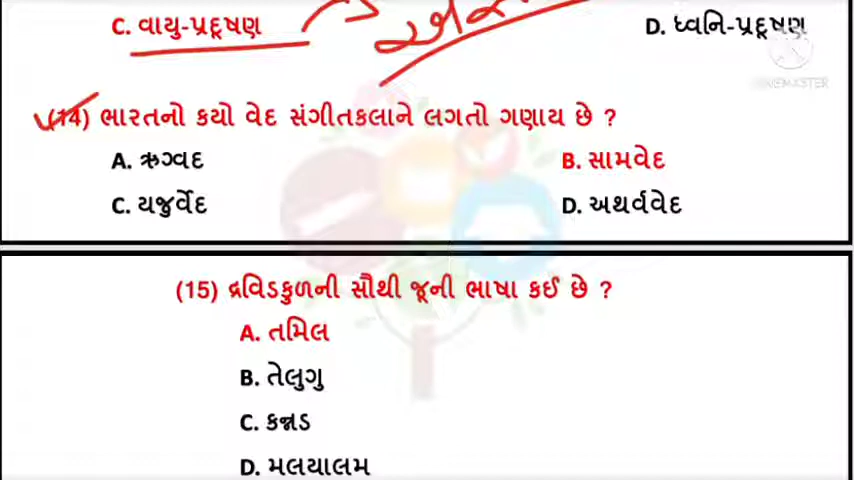 C. વાયુ-પ્રદૂષણ
D. ધ્વનિ-પ્રદૂષણ
(14) ભારતનો કયો વેદ સંગીતકલાને લગતો ગણાય છે ?
A. ઋગ્વદ
B. સામવેદ
C. યજુર્વેદ
D. અથર્વવેદ
(15) દ્રવિડકુળની સૌથી જૂની ભાષા કઈ છે ?
A. તમિલ
B. તેલુગુ
C. કન્નડ
D. મલયાલમ